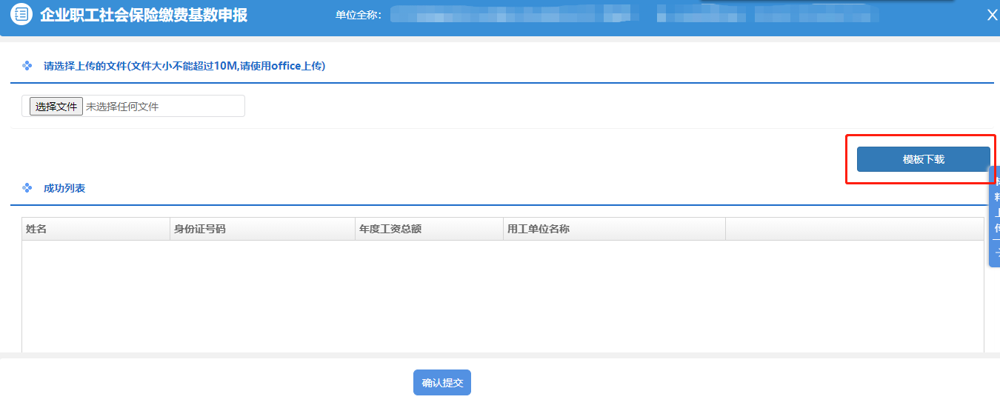 企业职工社会保险缴费基数申报 单位全称：
请选择上传的文件(文件大小不能超过10M,请使用office上传)
选择文件 未选择任何文件
模板下载
成功列表
姓名 身份证号码 年度工资总额 用工单位名称
料
上
传
确认提交